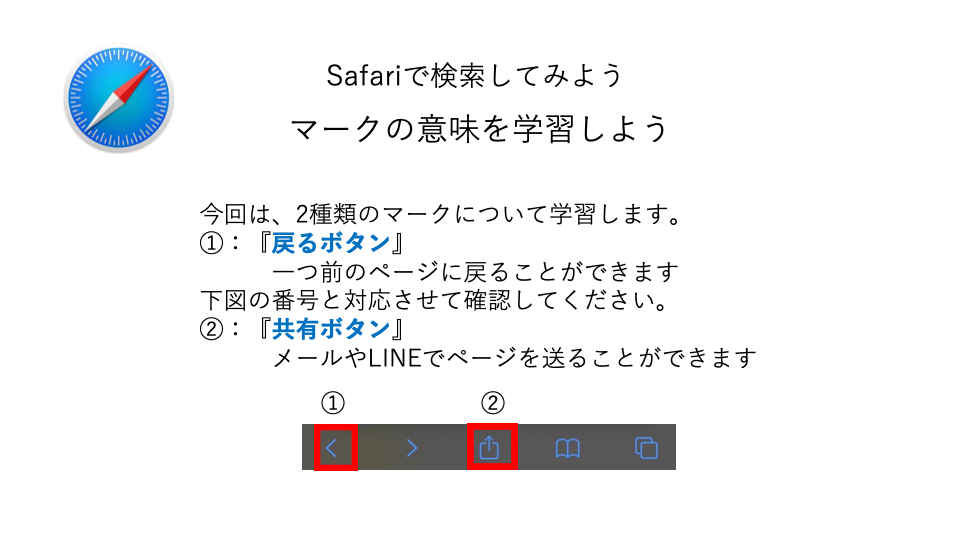 Safariで検索してみよう
マークの意味を学習しよう
今回は、2種類のマークについて学習します。
①：『戻るボタン』
一つ前のページに戻ることができます
下図の番号と対応させて確認してください。
②：『共有ボタン』
メールやLINEでページを送ることができます
① ②